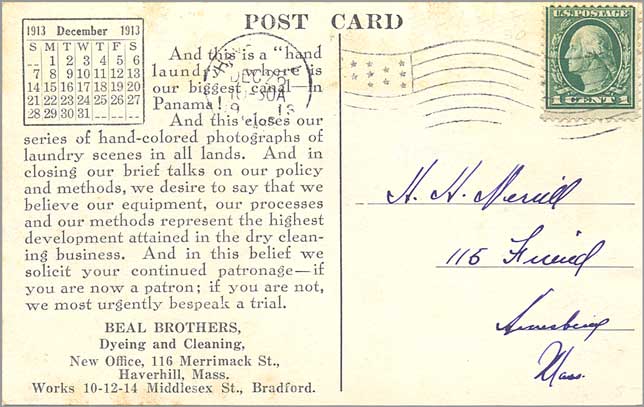 POST CARD
1913 December 1913
S M T W T F S
.. 1 2 3 4 5 6
7 8 9 10 11 12 13
14 15 16 17 18 19 20
21 22 23 24 25 26 27
28 29 30 31 .. .. ..
And this is a "hand
laundry," where is
our biggest canal—In
Panama!
And this closes our
series of hand-colored photographs of
laundry scenes in all lands. And in
closing our brief talks on our policy
and methods, we desire to say that we
believe our equipment, our processes
and our methods represent the highest
development attained in the dry clean-
ing business. And in this belief we
solicit your continued patronage—if
you are now a patron; if you are not,
we most urgently bespeak a trial.
BEAL BROTHERS,
Dyeing and Cleaning,
New Office, 116 Merrimack St.,
Haverhill, Mass.
Works 10-12-14 Middlesex St., Bradford.
DEC 22
30A
U.S. POSTAGE
1 CENT 1
H. H. Merrill
115 Friend
Amesbury
Mass.